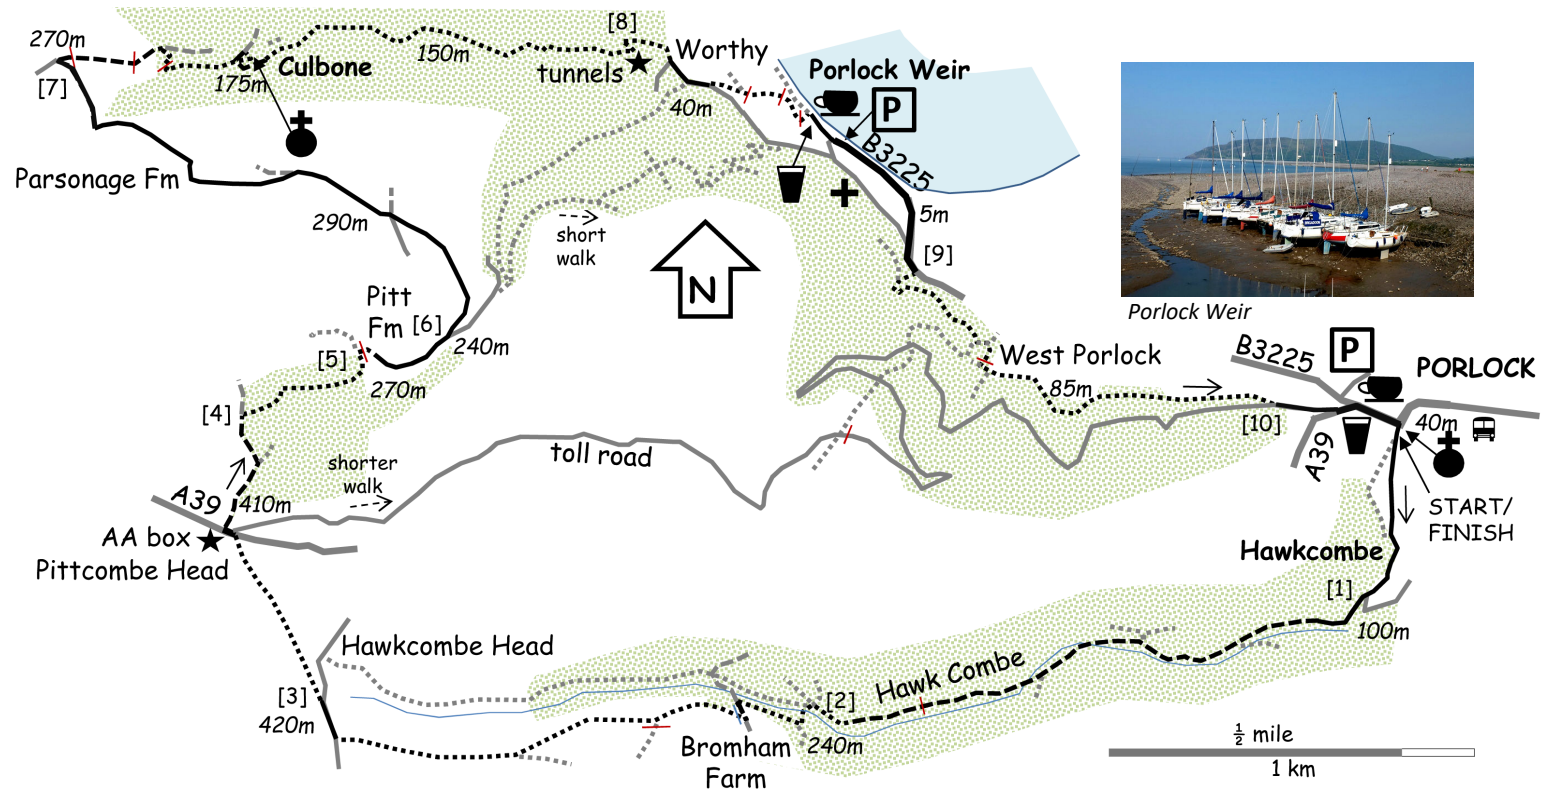 270m
[7]
175m
Culbone
150m
[8]
tunnels
Worthy
40m
Porlock Weir
P
B3225
5m
[9]
Parsonage Fm
290m
short
walk
N
Porlock Weir
Pitt
Fm
[6]
240m
[5]
270m
[4]
West Porlock
85m
B3225
P
PORLOCK
40m
[10]
A39
toll road
shorter
walk
A39
410m
AA box
Pittcombe Head
START/
FINISH
Hawkcombe
[1]
100m
Hawkcombe Head
[3]
420m
Hawk Combe
[2]
240m
Bromham
Farm
½ mile
1 km